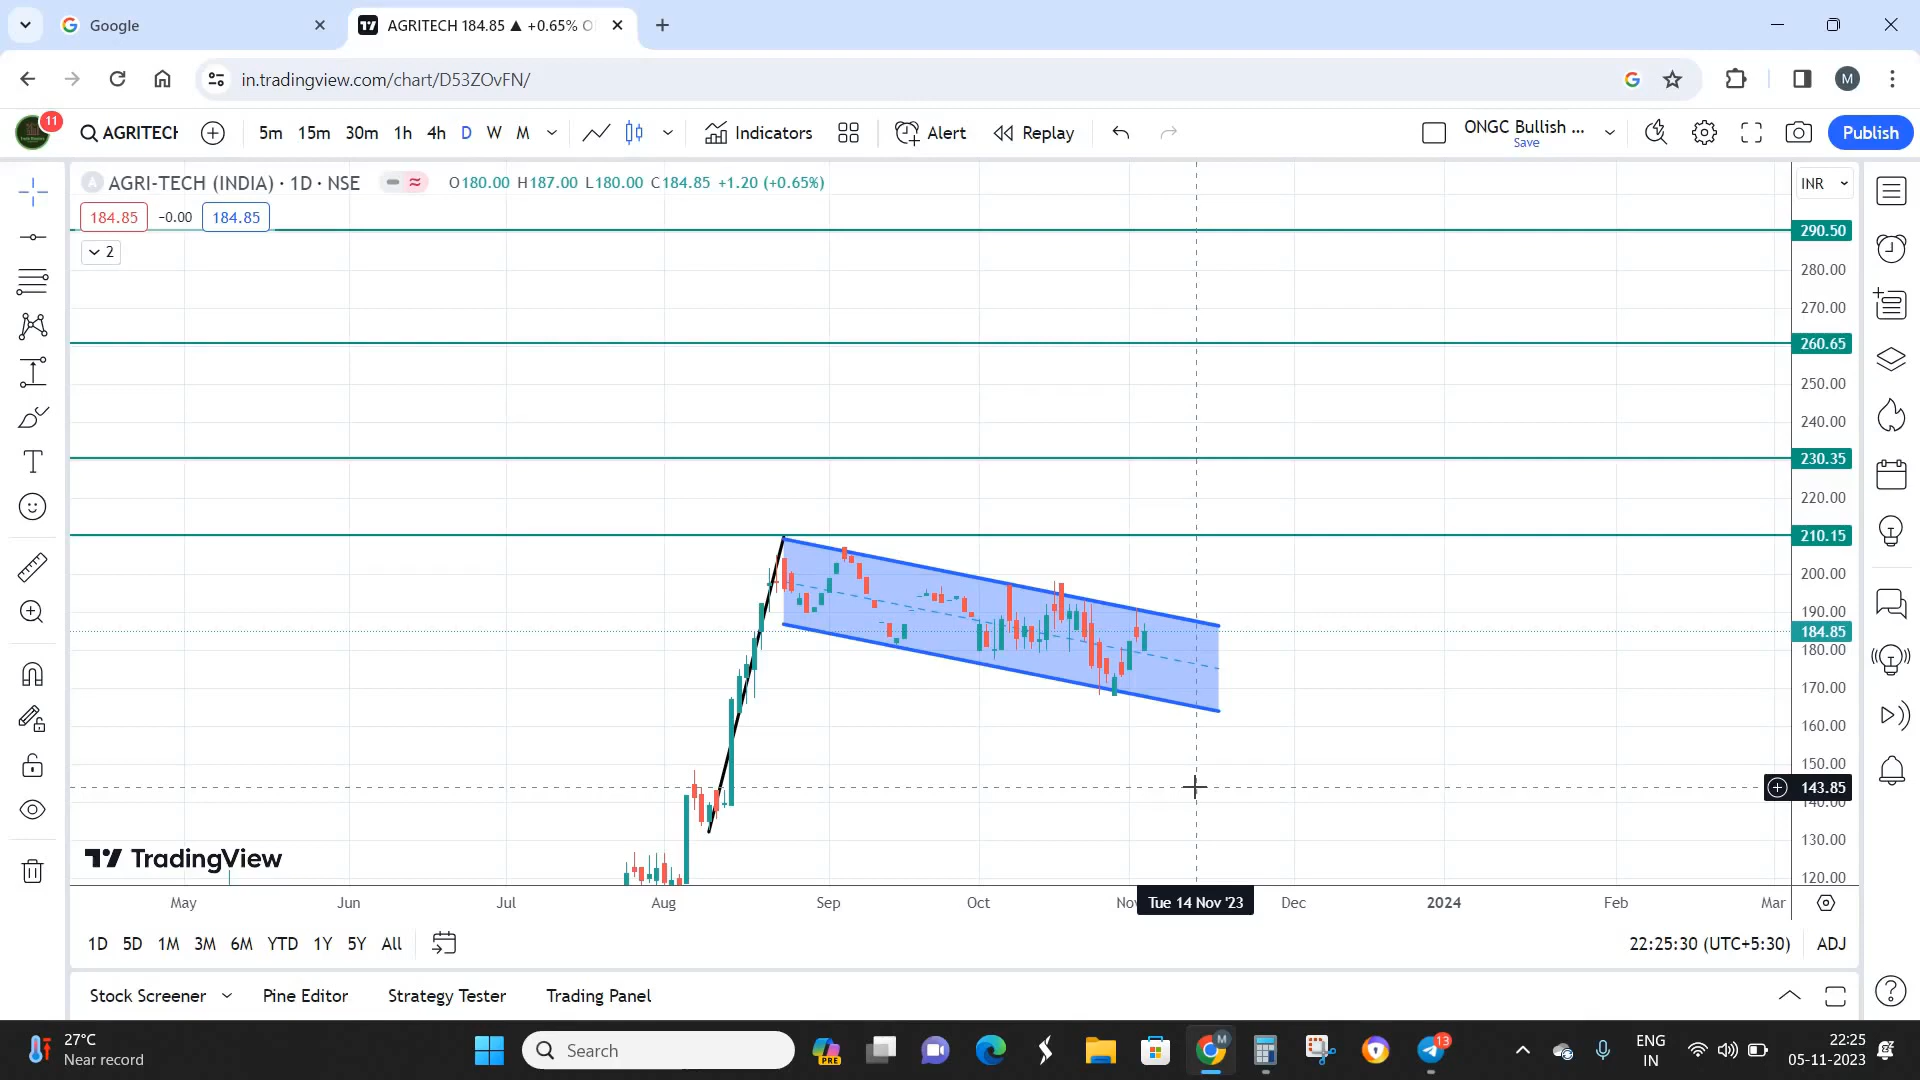 Google
AGRITECH 184.85 ▲ +0.65%
in.tradingview.com/chart/D53ZOvFN/
M
11
AGRITECH
5m 15m 30m 1h 4h D W M
Indicators
Alert
Replay
ONGC Bullish ...
Save
Publish
AGRI-TECH (INDIA) · 1D · NSE
O180.00 H187.00 L180.00 C184.85 +1.20 (+0.65%)
INR
184.85 -0.00 184.85
2
290.50
280.00
270.00
260.65
250.00
240.00
230.35
220.00
210.15
200.00
190.00
184.85
180.00
170.00
160.00
150.00
143.85
140.00
130.00
120.00
TradingView
May Jun Jul Aug Sep Oct Nov Tue 14 Nov '23 Dec 2024 Feb Mar
1D 5D 1M 3M 6M YTD 1Y 5Y All
22:25:30 (UTC+5:30) ADJ
Stock Screener Pine Editor Strategy Tester Trading Panel
27°C
Near record
Search
PRE
M
13
ENG
IN
22:25
05-11-2023